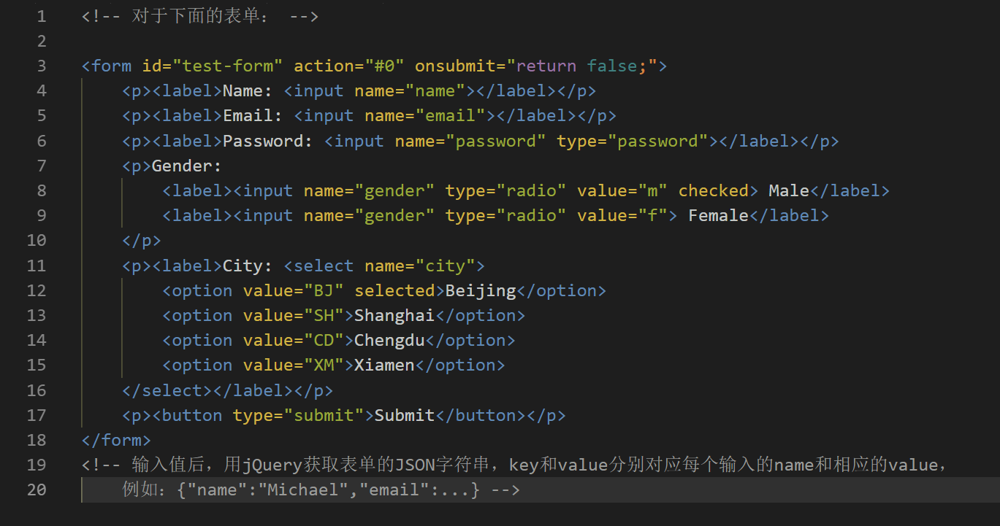 1 <!-- 对于下面的表单： -->
2
3 <form id="test-form" action="#0" onsubmit="return false;">
4     <p><label>Name: <input name="name"></label></p>
5     <p><label>Email: <input name="email"></label></p>
6     <p><label>Password: <input name="password" type="password"></label></p>
7     <p>Gender:
8         <label><input name="gender" type="radio" value="m" checked> Male</label>
9         <label><input name="gender" type="radio" value="f"> Female</label>
10     </p>
11     <p><label>City: <select name="city">
12         <option value="BJ" selected>Beijing</option>
13         <option value="SH">Shanghai</option>
14         <option value="CD">Chengdu</option>
15         <option value="XM">Xiamen</option>
16     </select></label></p>
17     <p><button type="submit">Submit</button></p>
18 </form>
19 <!-- 输入值后，用jQuery获取表单的JSON字符串，key和value分别对应每个输入的name和相应的value，
20     例如：{"name":"Michael","email":...} -->